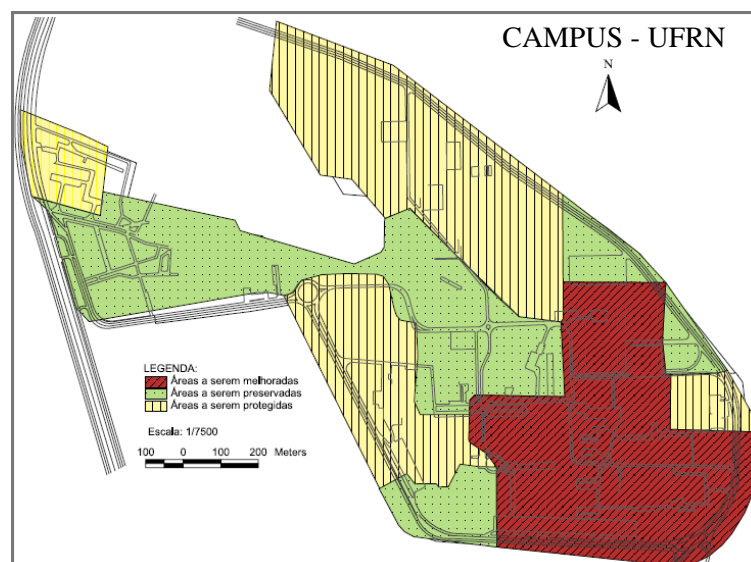 CAMPUS - UFRN
N
LEGENDA:
Áreas a serem melhoradas
Áreas a serem preservadas
Áreas a serem protegidas
Escala: 1/7500
100 0 100 200 Meters